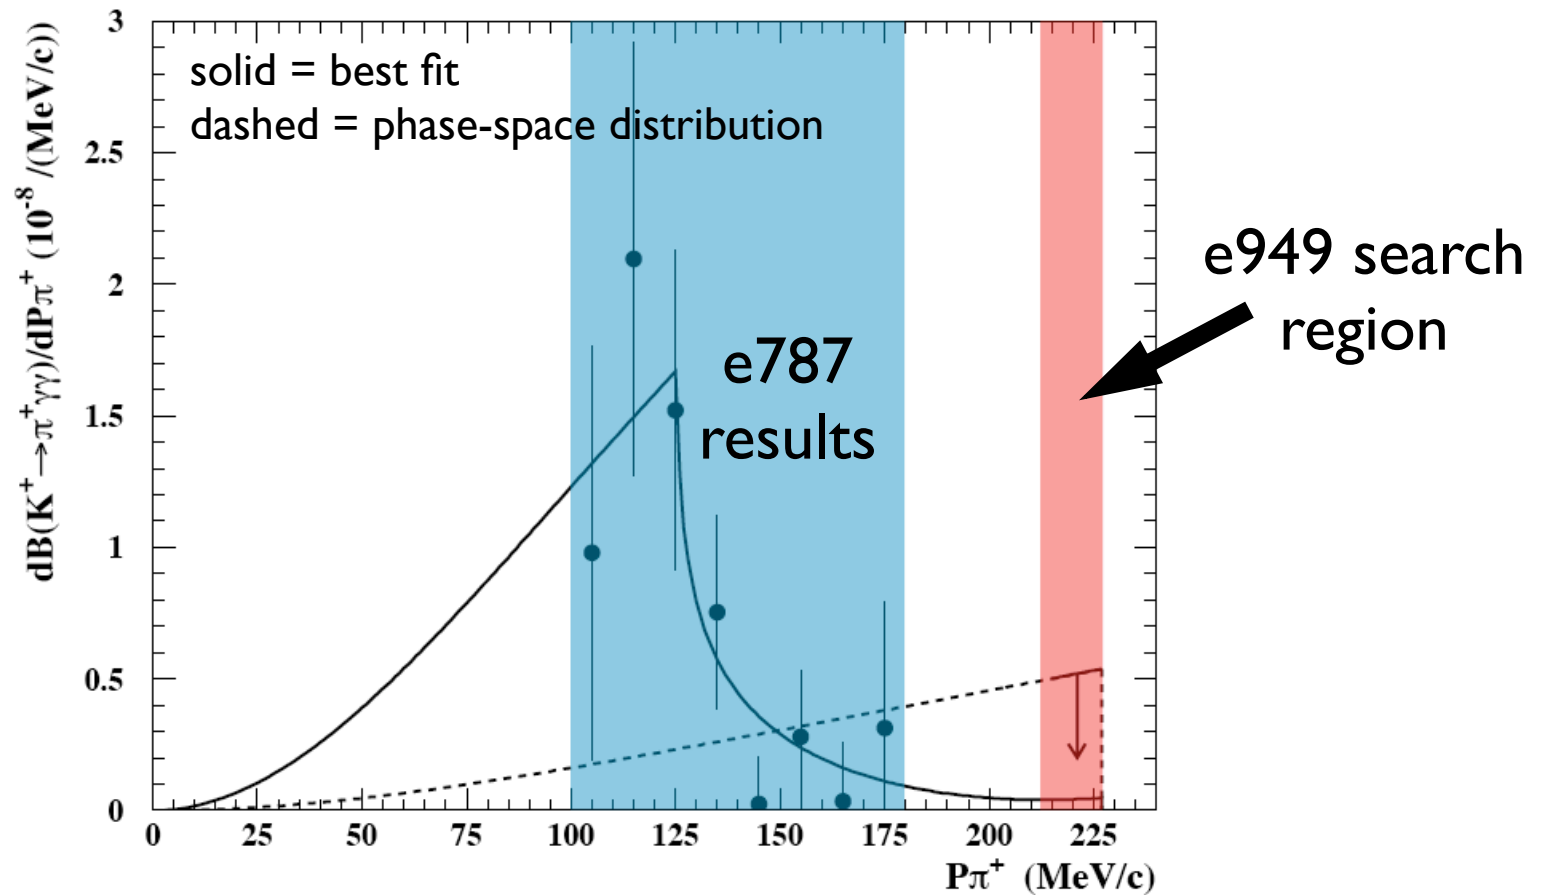 dB(K⁺→π⁺γγ)/dPπ⁺ (10⁻⁸ /(MeV/c))
3
2.5
2
1.5
1
0.5
0
solid = best fit
dashed = phase-space distribution
e787
results
e949 search
region
0 25 50 75 100 125 150 175 200 225
Pπ⁺ (MeV/c)